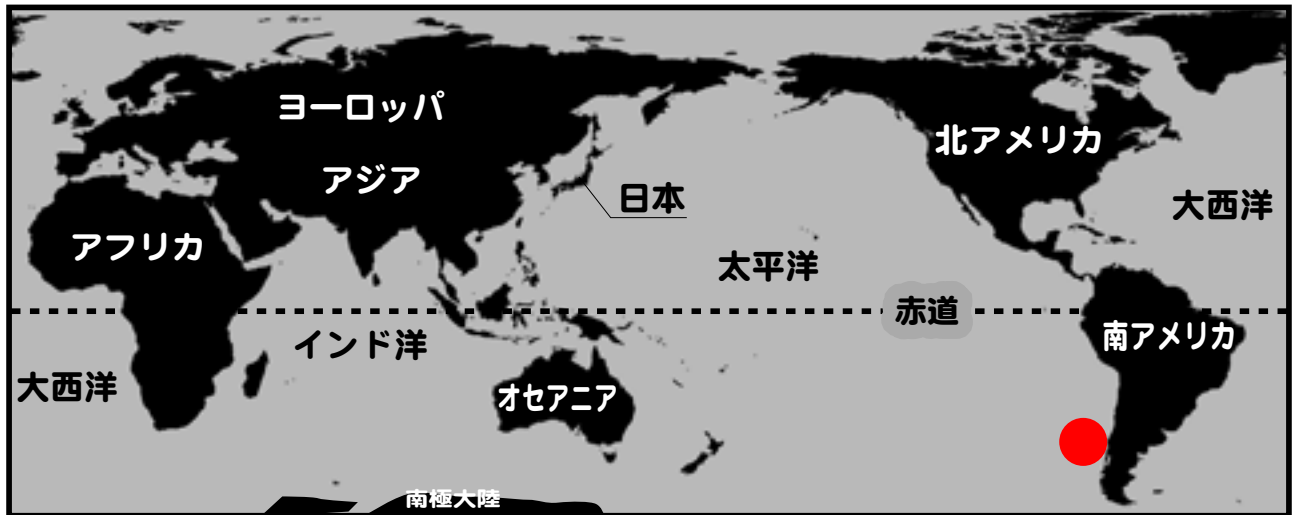 ヨーロッパ
北アメリカ
アジア
日本
大西洋
アフリカ
太平洋
赤道
南アメリカ
インド洋
大西洋
オセアニア
南極大陸